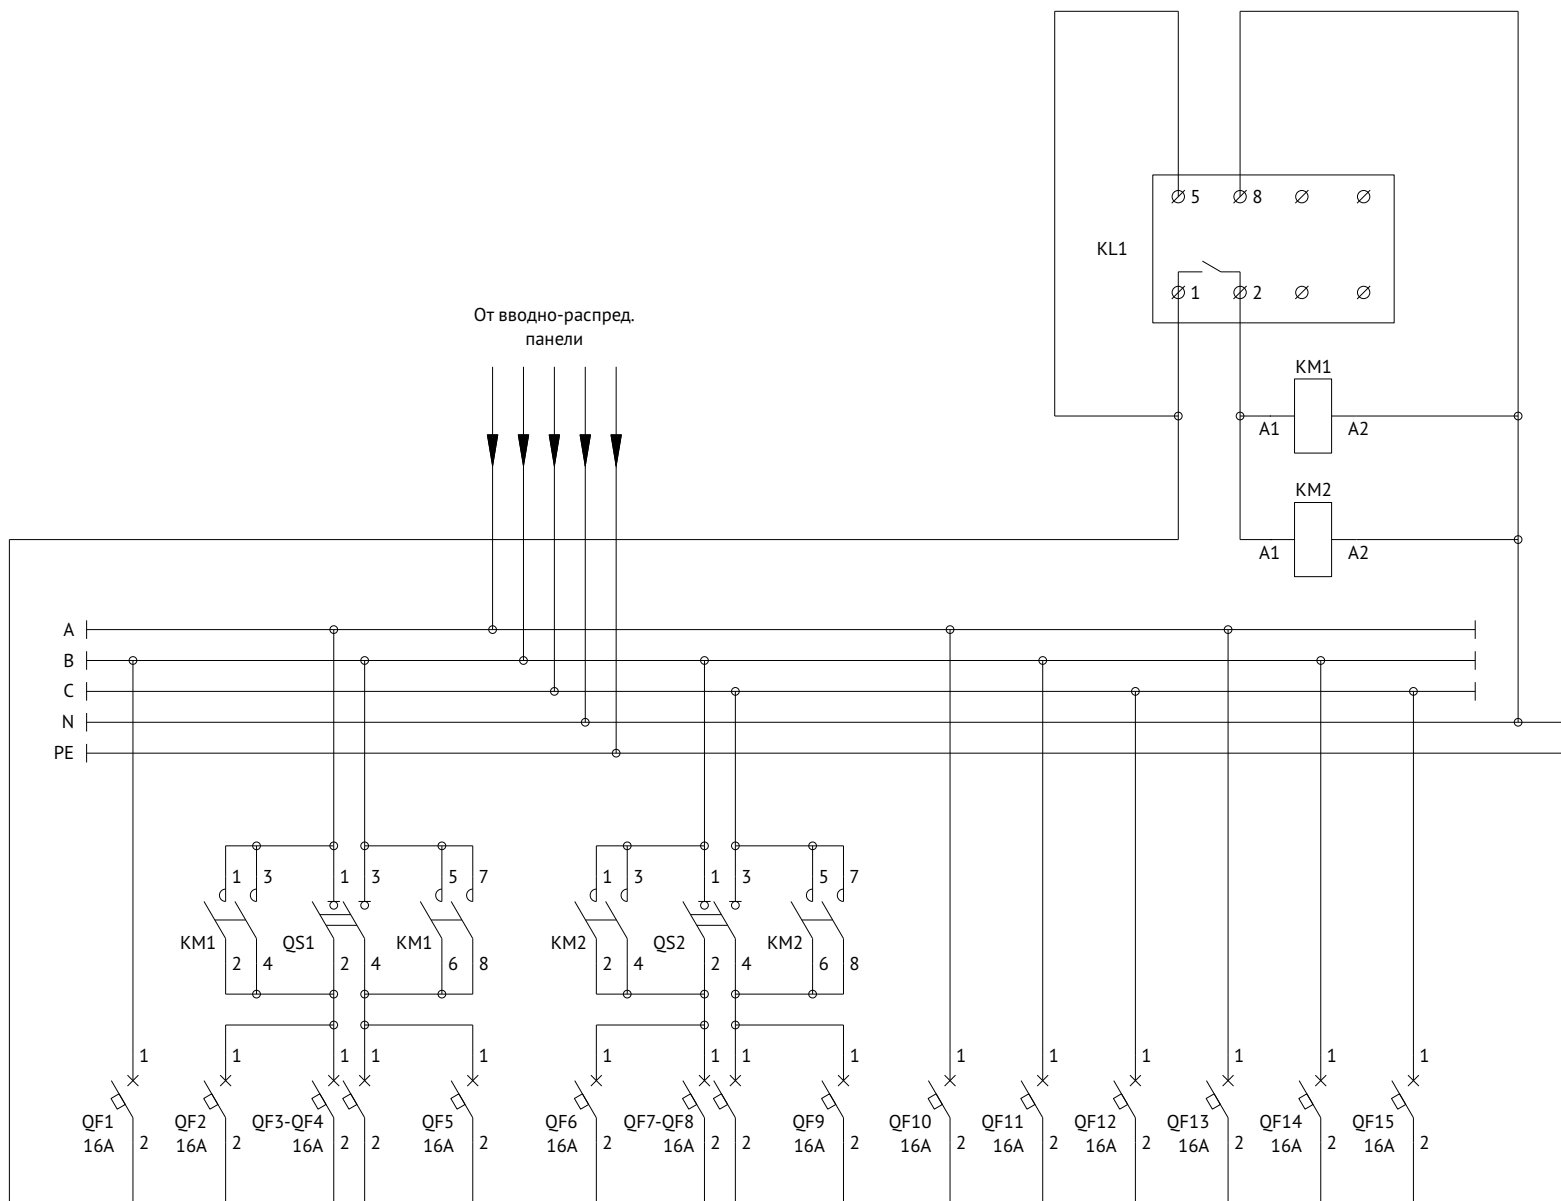 5 8
KL1
1 2
От вводно-распред.
панели
KM1
A1 A2
KM2
A1 A2
A
B
C
N
PE
1 3 1 3 5 7 1 3 1 3 5 7
KM1 QS1 KM1 KM2 QS2 KM2
2 4 2 4 6 8 2 4 2 4 6 8
1 1 1 1 1 1 1 1 1 1 1 1 1 1 1
QF1 QF2 QF3-QF4 QF5 QF6 QF7-QF8 QF9 QF10 QF11 QF12 QF13 QF14 QF15
16A 2 16A 2 16A 2 2 16A 2 16A 2 16A 2 2 16A 2 16A 2 16A 2 16A 2 16A 2 16A 2 16A 2